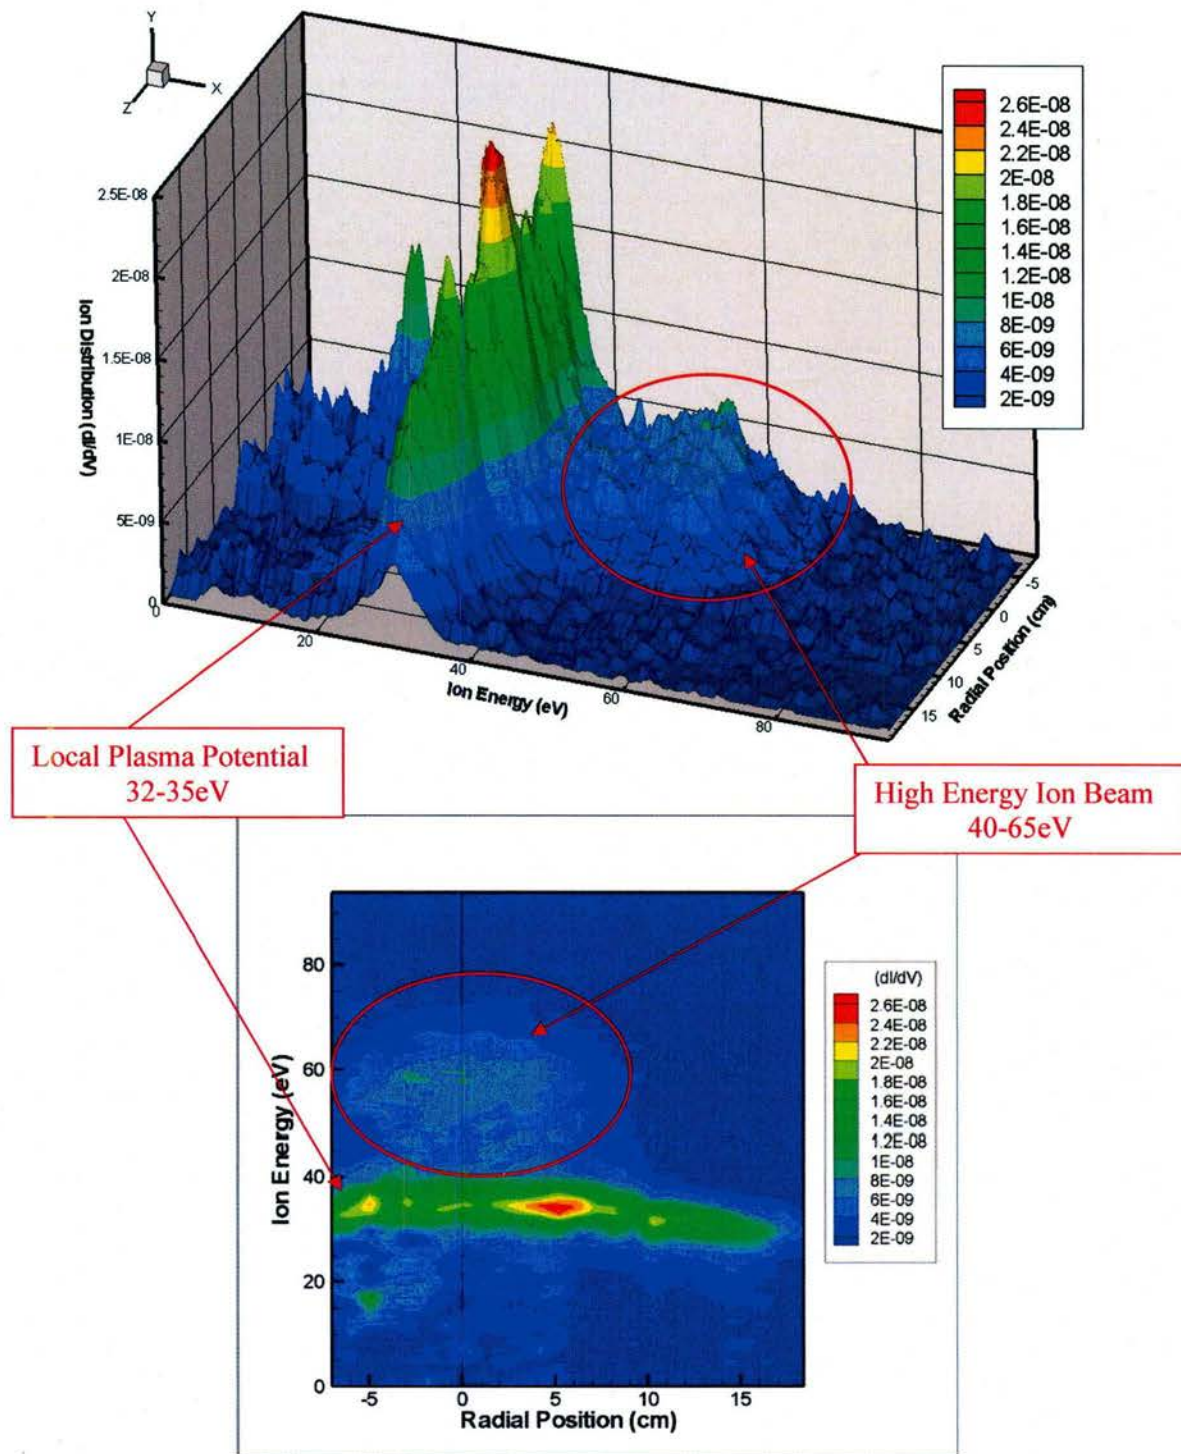 Y
X
Z
2.6E-08
2.4E-08
2.2E-08
2E-08
1.8E-08
1.6E-08
1.4E-08
1.2E-08
1E-08
8E-09
6E-09
4E-09
2E-09
2.5E-08
2E-08
1.5E-08
1E-08
5E-09
0
Ion Distribution (dI/dV)
0
20
40
60
80
Ion Energy (eV)
-5
0
5
10
15
Radial Position (cm)
Local Plasma Potential
32-35eV
High Energy Ion Beam
40-65eV
80
60
40
20
0
Ion Energy (eV)
-5
0
5
10
15
Radial Position (cm)
(dI/dV)
2.6E-08
2.4E-08
2.2E-08
2E-08
1.8E-08
1.6E-08
1.4E-08
1.2E-08
1E-08
8E-09
6E-09
4E-09
2E-09